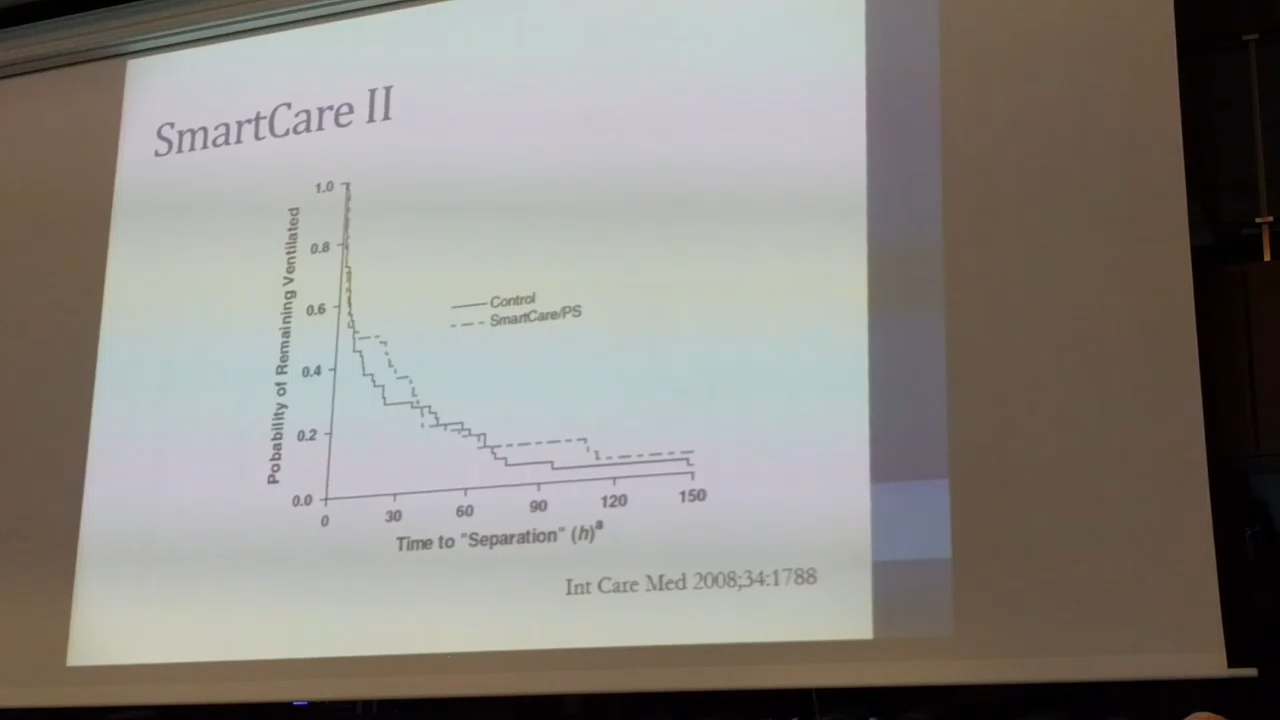 SmartCare II
1.0
0.8
0.6
0.4
0.2
0.0
Pobability of Remaining Ventilated
Control
SmartCare/PS
0
30
60
90
120
150
Time to "Separation" (h)ª
Int Care Med 2008;34:1788